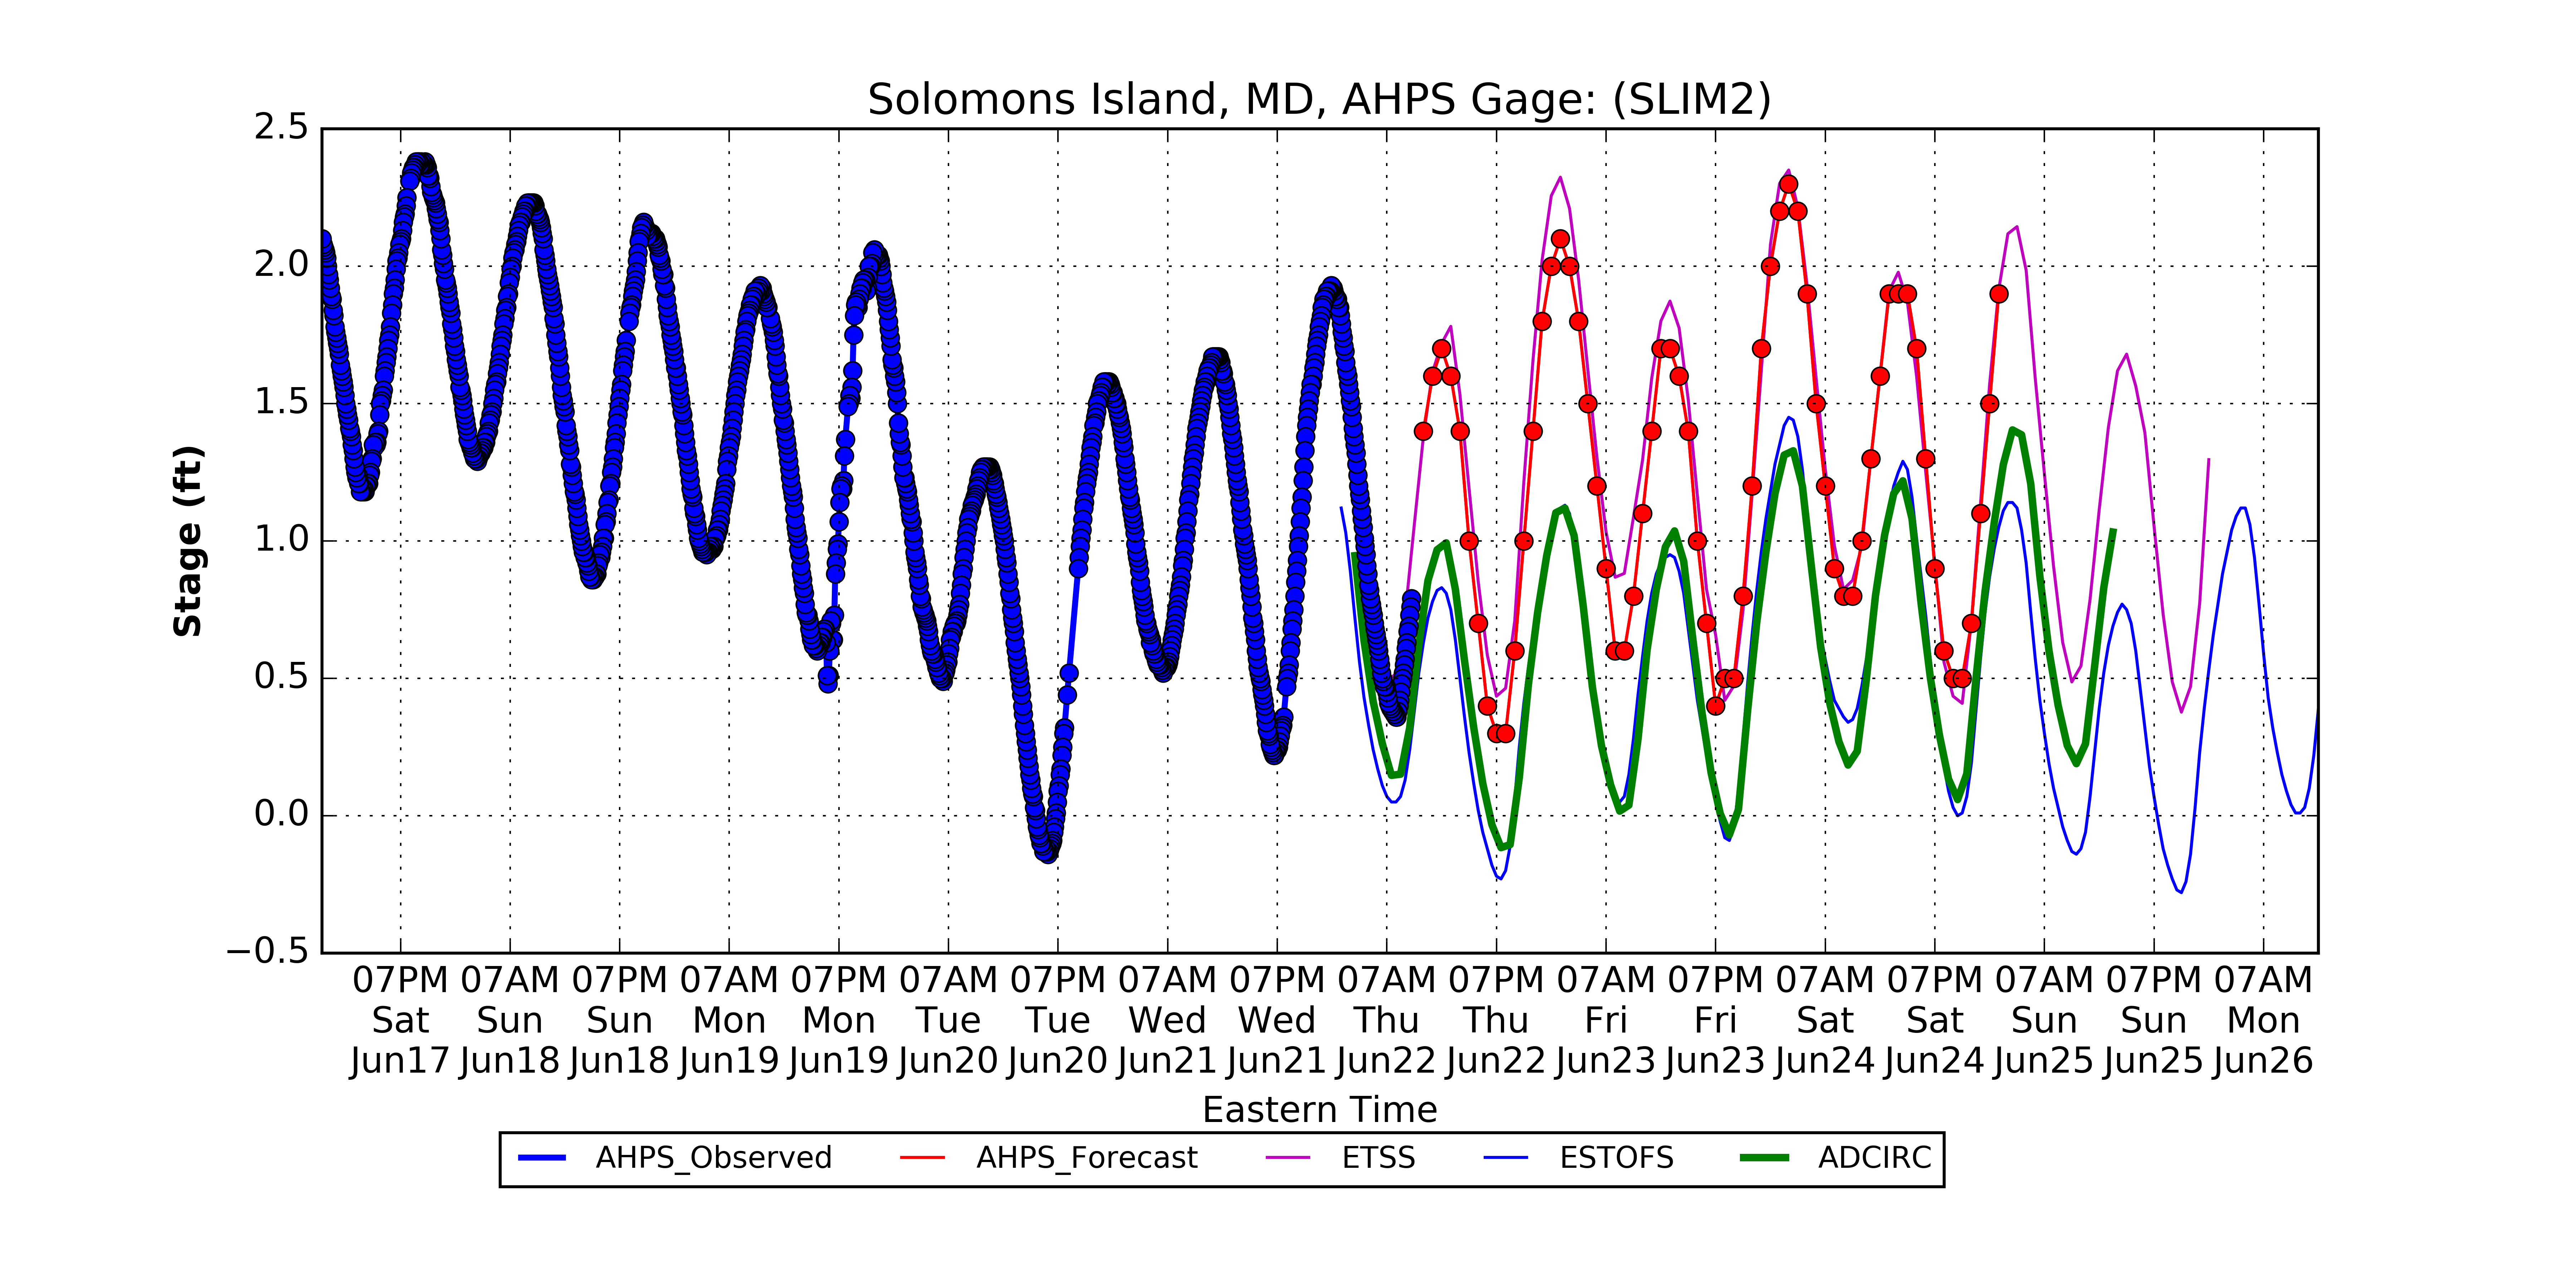 Solomons Island, MD, AHPS Gage: (SLIM2)
2.5
2.0
1.5
1.0
0.5
0.0
−0.5
Stage (ft)
07PM 07AM 07PM 07AM 07PM 07AM 07PM 07AM 07PM 07AM 07PM 07AM 07PM 07AM 07PM 07AM 07PM 07AM
Sat Sun Sun Mon Mon Tue Tue Wed Wed Thu Thu Fri Fri Sat Sat Sun Sun Mon
Jun17 Jun18 Jun18 Jun19 Jun19 Jun20 Jun20 Jun21 Jun21 Jun22 Jun22 Jun23 Jun23 Jun24 Jun24 Jun25 Jun25 Jun26
Eastern Time
AHPS_Observed AHPS_Forecast ETSS ESTOFS ADCIRC